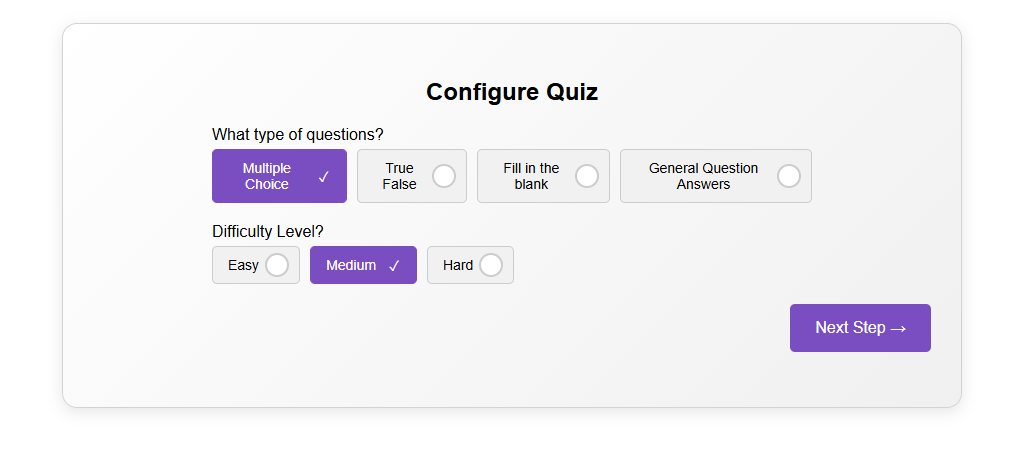 Configure Quiz
What type of questions?
Multiple
Choice ✓
True
False
Fill in the
blank
General Question
Answers
Difficulty Level?
Easy
Medium ✓
Hard
Next Step →